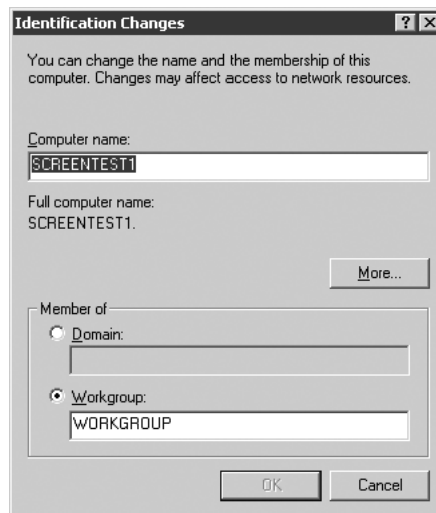 Identification Changes
You can change the name and the membership of this
computer. Changes may affect access to network resources.
Computer name:
SCREENTEST1
Full computer name:
SCREENTEST1.
More...
Member of
Domain:
Workgroup:
WORKGROUP
OK Cancel